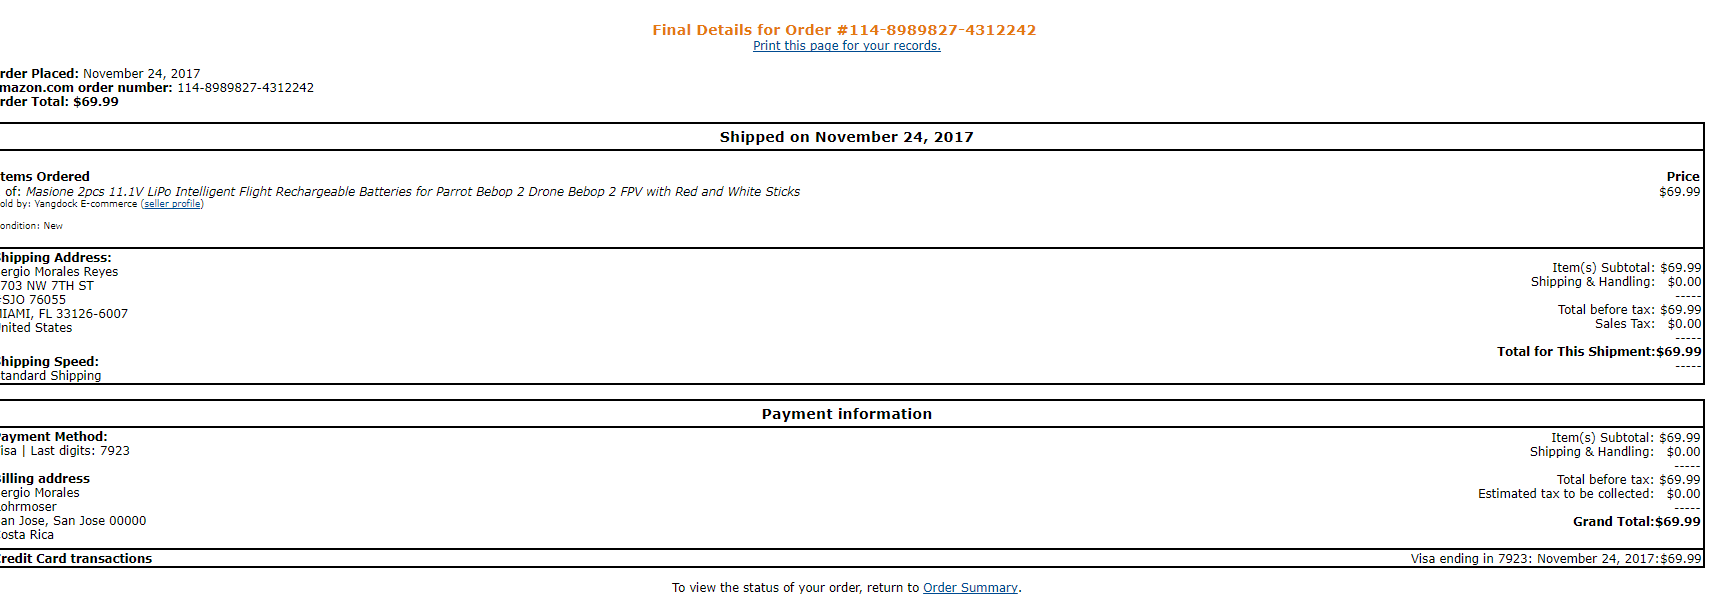 Final Details for Order #114-8989827-4312242
Print this page for your records.
rder Placed: November 24, 2017
mazon.com order number: 114-8989827-4312242
rder Total: $69.99
Shipped on November 24, 2017
tems Ordered Price
of: Masione 2pcs 11.1V LiPo Intelligent Flight Rechargeable Batteries for Parrot Bebop 2 Drone Bebop 2 FPV with Red and White Sticks $69.99
old by: Yangdock E-commerce (seller profile)
ondition: New
hipping Address:
ergio Morales Reyes
703 NW 7TH ST
SJO 76055
IAMI, FL 33126-6007
nited States
hipping Speed:
tandard Shipping
Item(s) Subtotal: $69.99
Shipping & Handling: $0.00
-----
Total before tax: $69.99
Sales Tax: $0.00
-----
Total for This Shipment:$69.99
-----
Payment information
ayment Method:
isa | Last digits: 7923
illing address
ergio Morales
ohrmoser
an Jose, San Jose 00000
osta Rica
Item(s) Subtotal: $69.99
Shipping & Handling: $0.00
-----
Total before tax: $69.99
Estimated tax to be collected: $0.00
-----
Grand Total:$69.99
redit Card transactions Visa ending in 7923: November 24, 2017:$69.99
To view the status of your order, return to Order Summary.